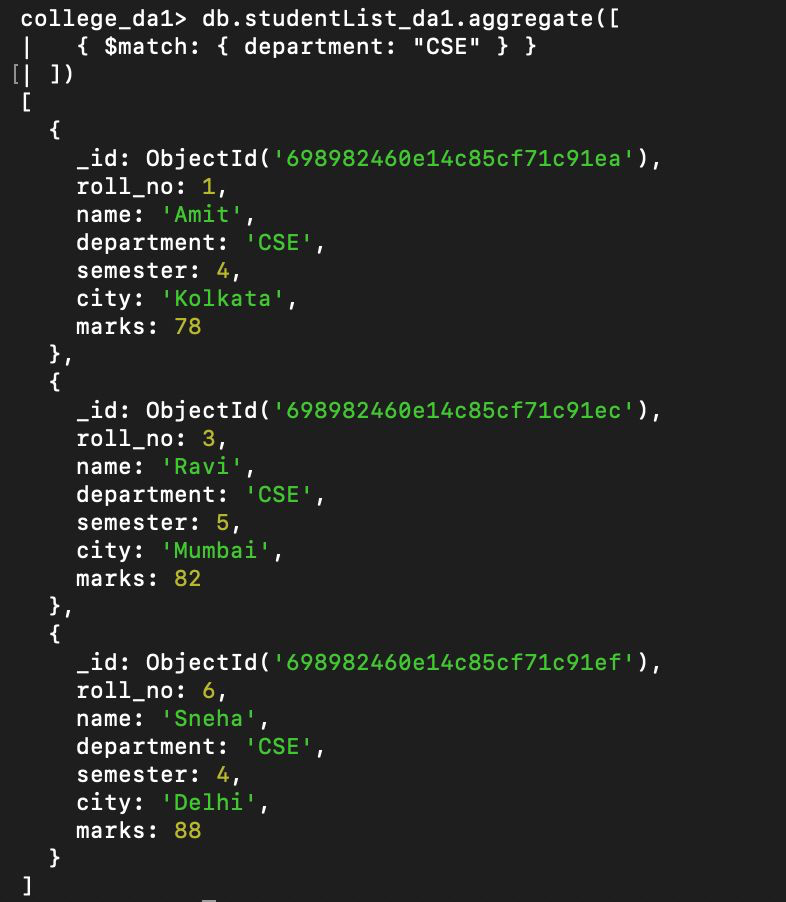 college_da1> db.studentList_da1.aggregate([
|   { $match: { department: "CSE" } }
[| ])
[
  {
    _id: ObjectId('698982460e14c85cf71c91ea'),
    roll_no: 1,
    name: 'Amit',
    department: 'CSE',
    semester: 4,
    city: 'Kolkata',
    marks: 78
  },
  {
    _id: ObjectId('698982460e14c85cf71c91ec'),
    roll_no: 3,
    name: 'Ravi',
    department: 'CSE',
    semester: 5,
    city: 'Mumbai',
    marks: 82
  },
  {
    _id: ObjectId('698982460e14c85cf71c91ef'),
    roll_no: 6,
    name: 'Sneha',
    department: 'CSE',
    semester: 4,
    city: 'Delhi',
    marks: 88
  }
]